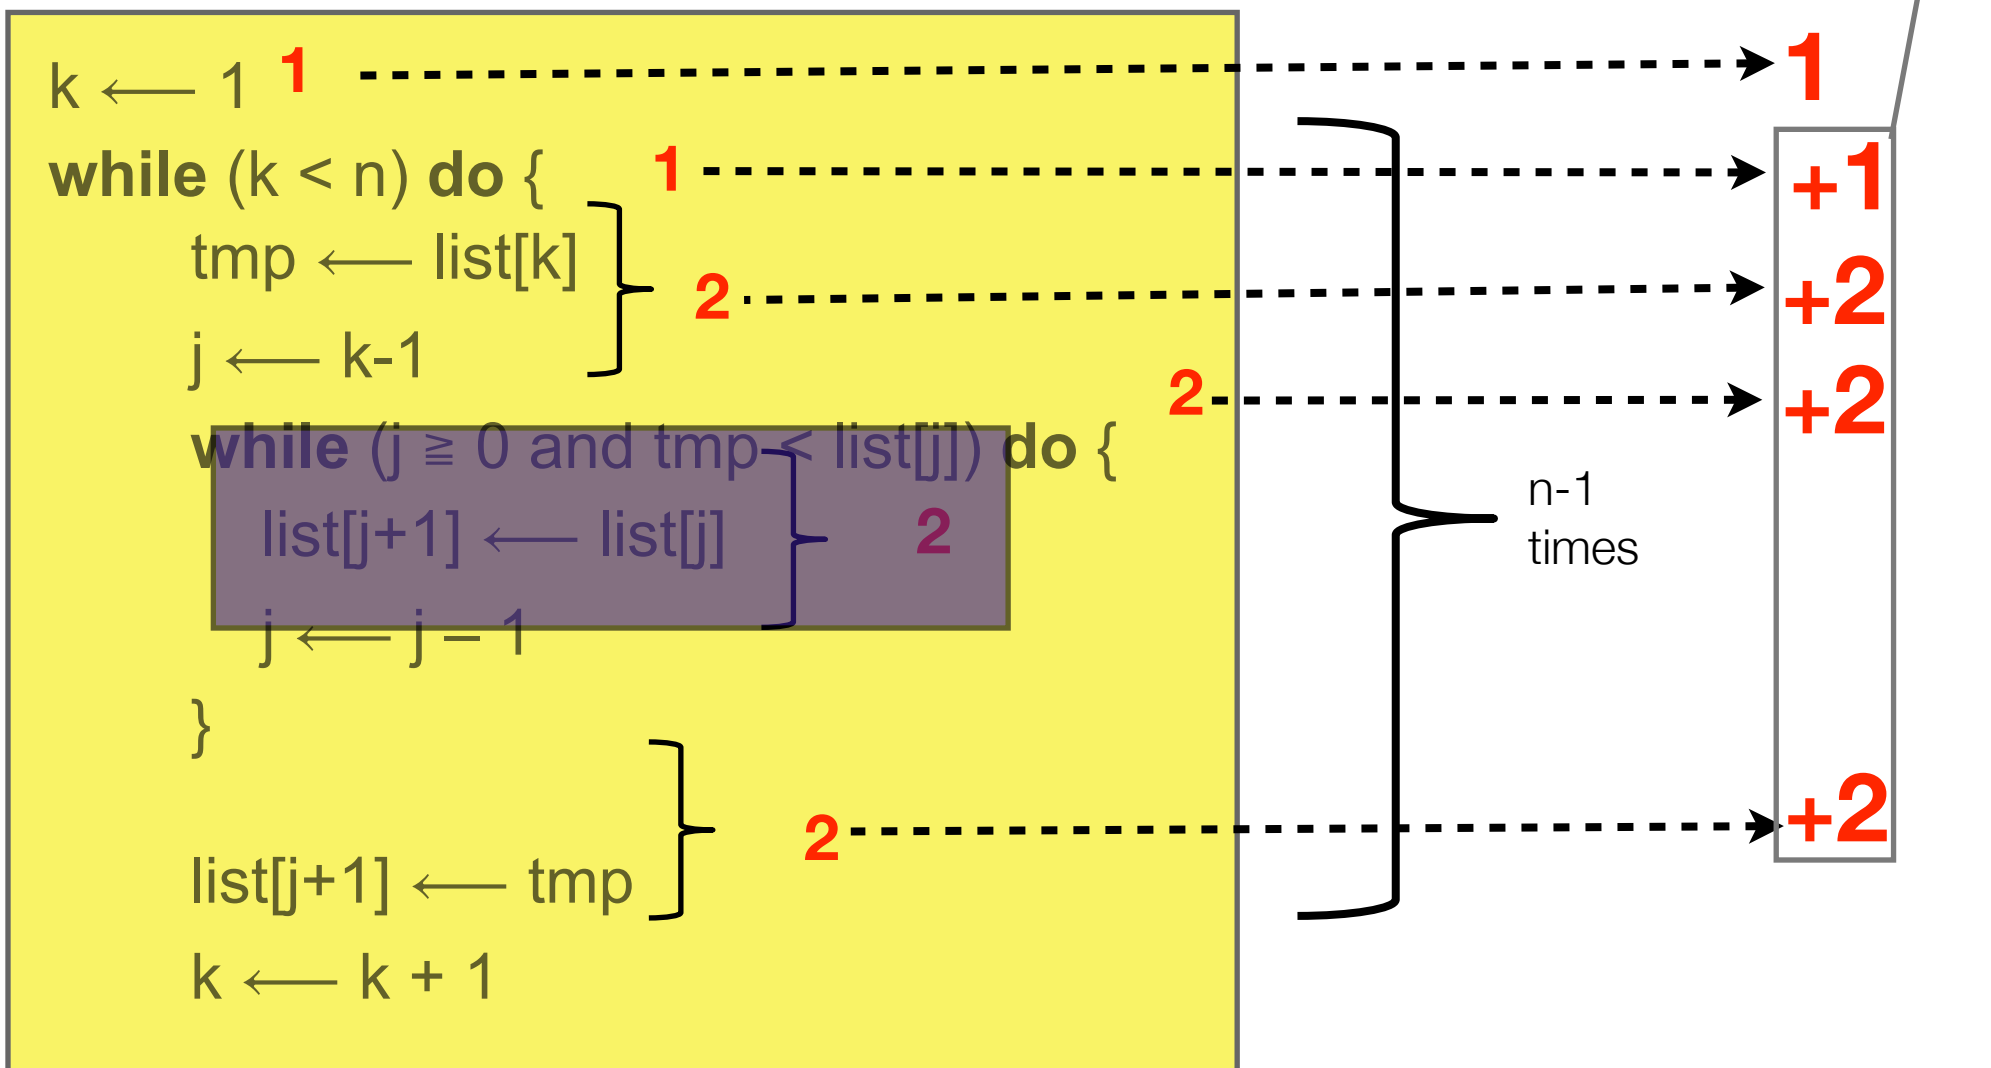 k ⟵ 1 1 1
while (k < n) do { 1 +1
tmp ⟵ list[k]
2 +2
j ⟵ k-1
2 +2
while (j ≧ 0 and tmp < list[j]) do {
list[j+1] ⟵ list[j] 2
j ⟵ j – 1
n-1
times
}
2 +2
list[j+1] ⟵ tmp
k ⟵ k + 1